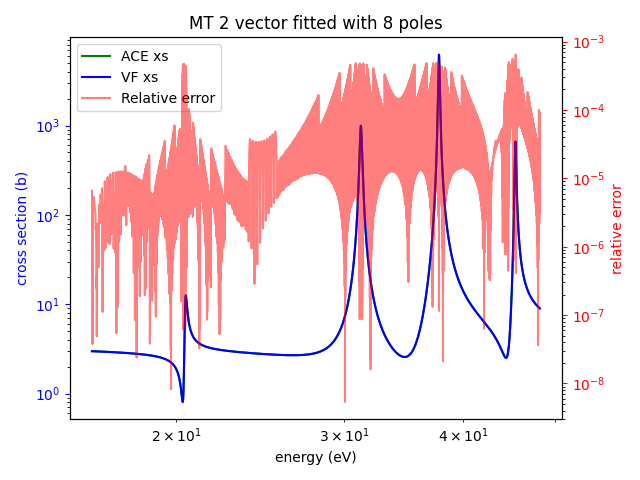 MT 2 vector fitted with 8 poles
ACE xs
VF xs
Relative error
cross section (b)
10³
10²
10¹
10⁰
10⁻³
10⁻⁴
10⁻⁵
10⁻⁶
10⁻⁷
10⁻⁸
relative error
2 × 10¹ 3 × 10¹ 4 × 10¹
energy (eV)